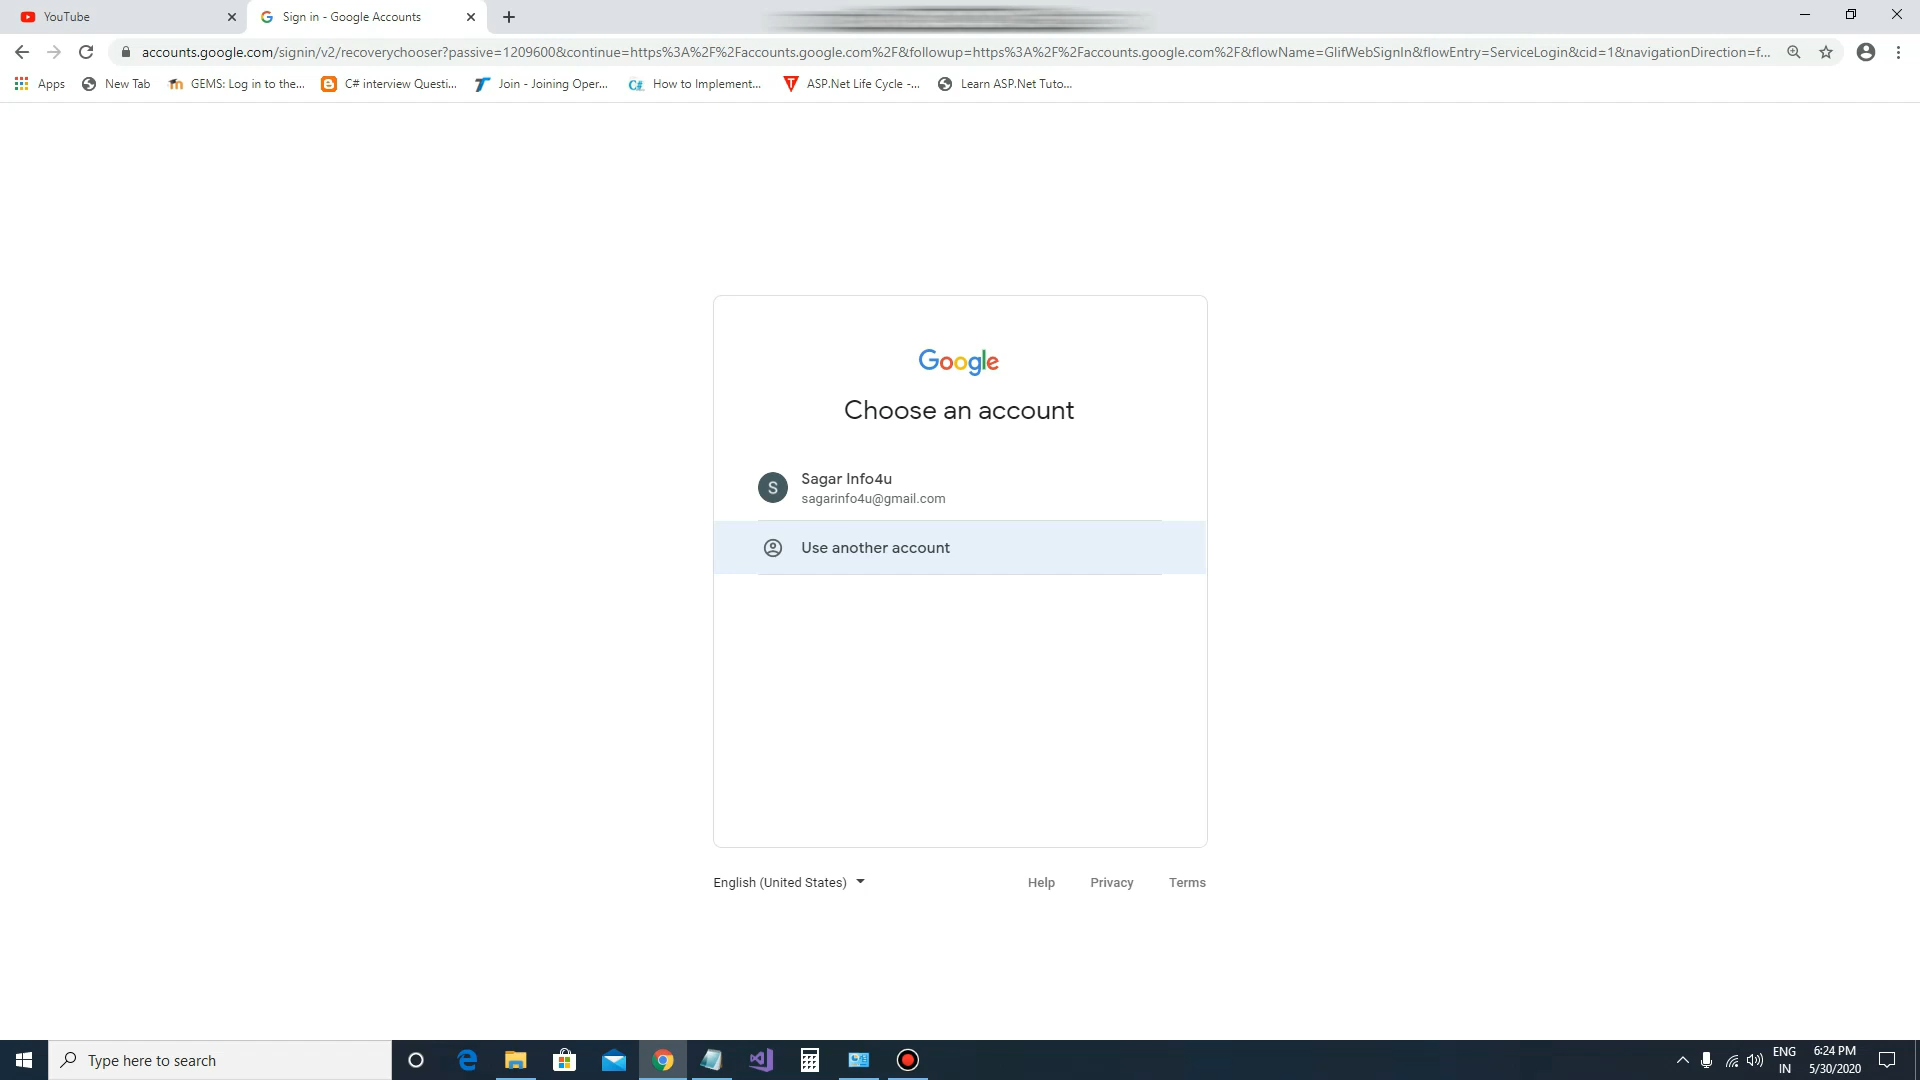 YouTube
Sign in - Google Accounts
accounts.google.com/signin/v2/recoverychooser?passive=1209600&continue=https%3A%2F%2Faccounts.google.com%2F&followup=https%3A%2F%2Faccounts.google.com%2F&flowName=GlifWebSignIn&flowEntry=ServiceLogin&cid=1&navigationDirection=f...
Apps
New Tab
GEMS: Log in to the...
C# interview Questi...
Join - Joining Oper...
How to Implement...
ASP.Net Life Cycle -...
Learn ASP.Net Tuto...
Google
Choose an account
S
Sagar Info4u
sagarinfo4u@gmail.com
Use another account
English (United States)
Help
Privacy
Terms
Type here to search
ENG
IN
6:24 PM
5/30/2020